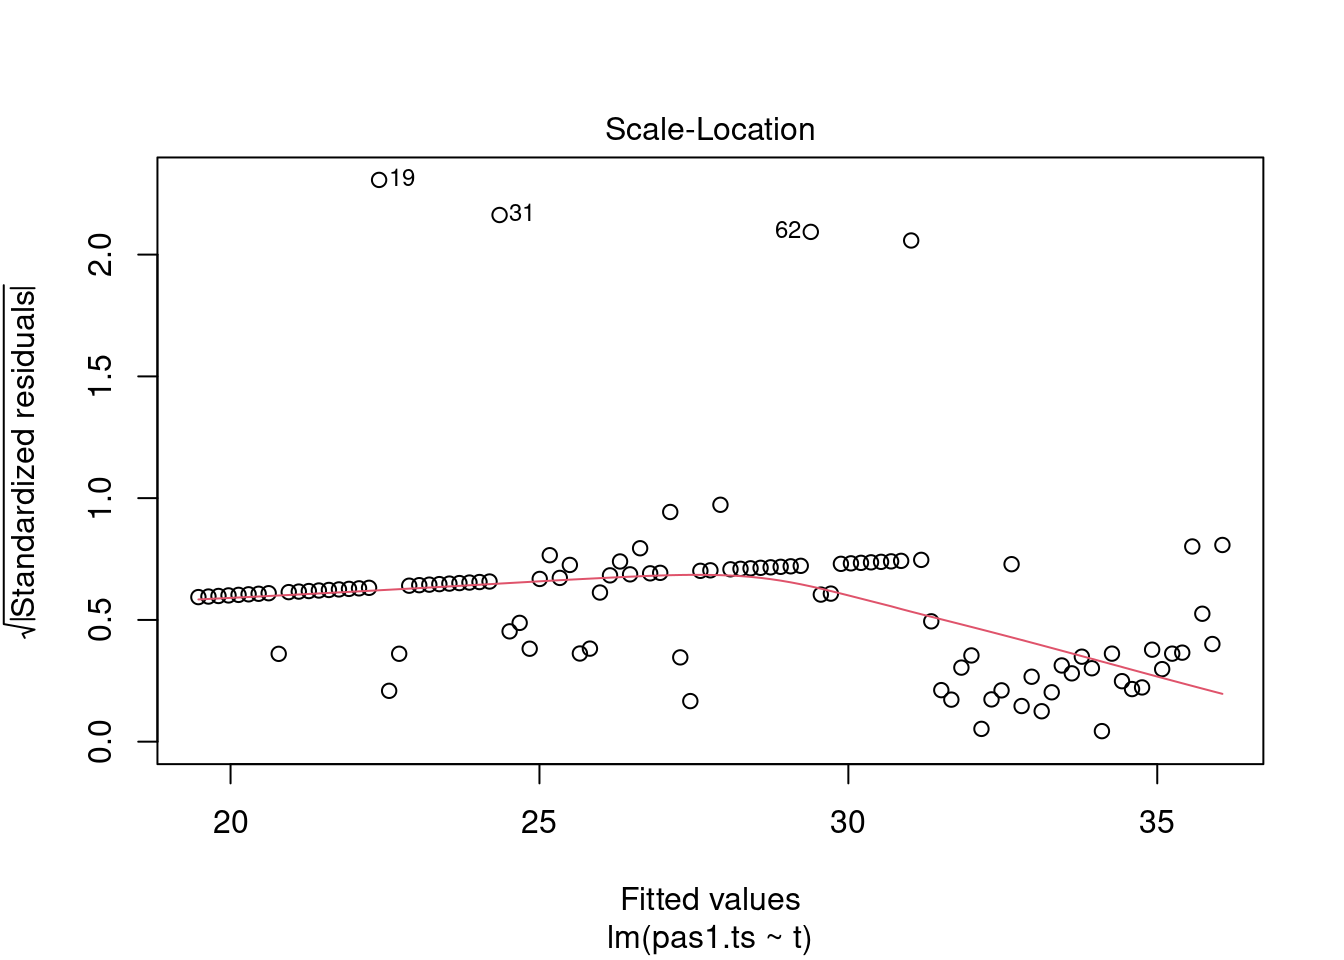 Scale-Location
√|Standardized residuals|
2.0
1.5
1.0
0.5
0.0
19
31
62
20 25 30 35
Fitted values
lm(pas1.ts ~ t)